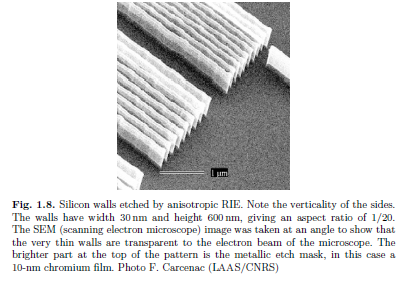 1 µm
Fig. 1.8. Silicon walls etched by anisotropic RIE. Note the verticality of the sides.
The walls have width 30 nm and height 600 nm, giving an aspect ratio of 1/20.
The SEM (scanning electron microscope) image was taken at an angle to show that
the very thin walls are transparent to the electron beam of the microscope. The
brighter part at the top of the pattern is the metallic etch mask, in this case a
10-nm chromium film. Photo F. Carcenac (LAAS/CNRS)